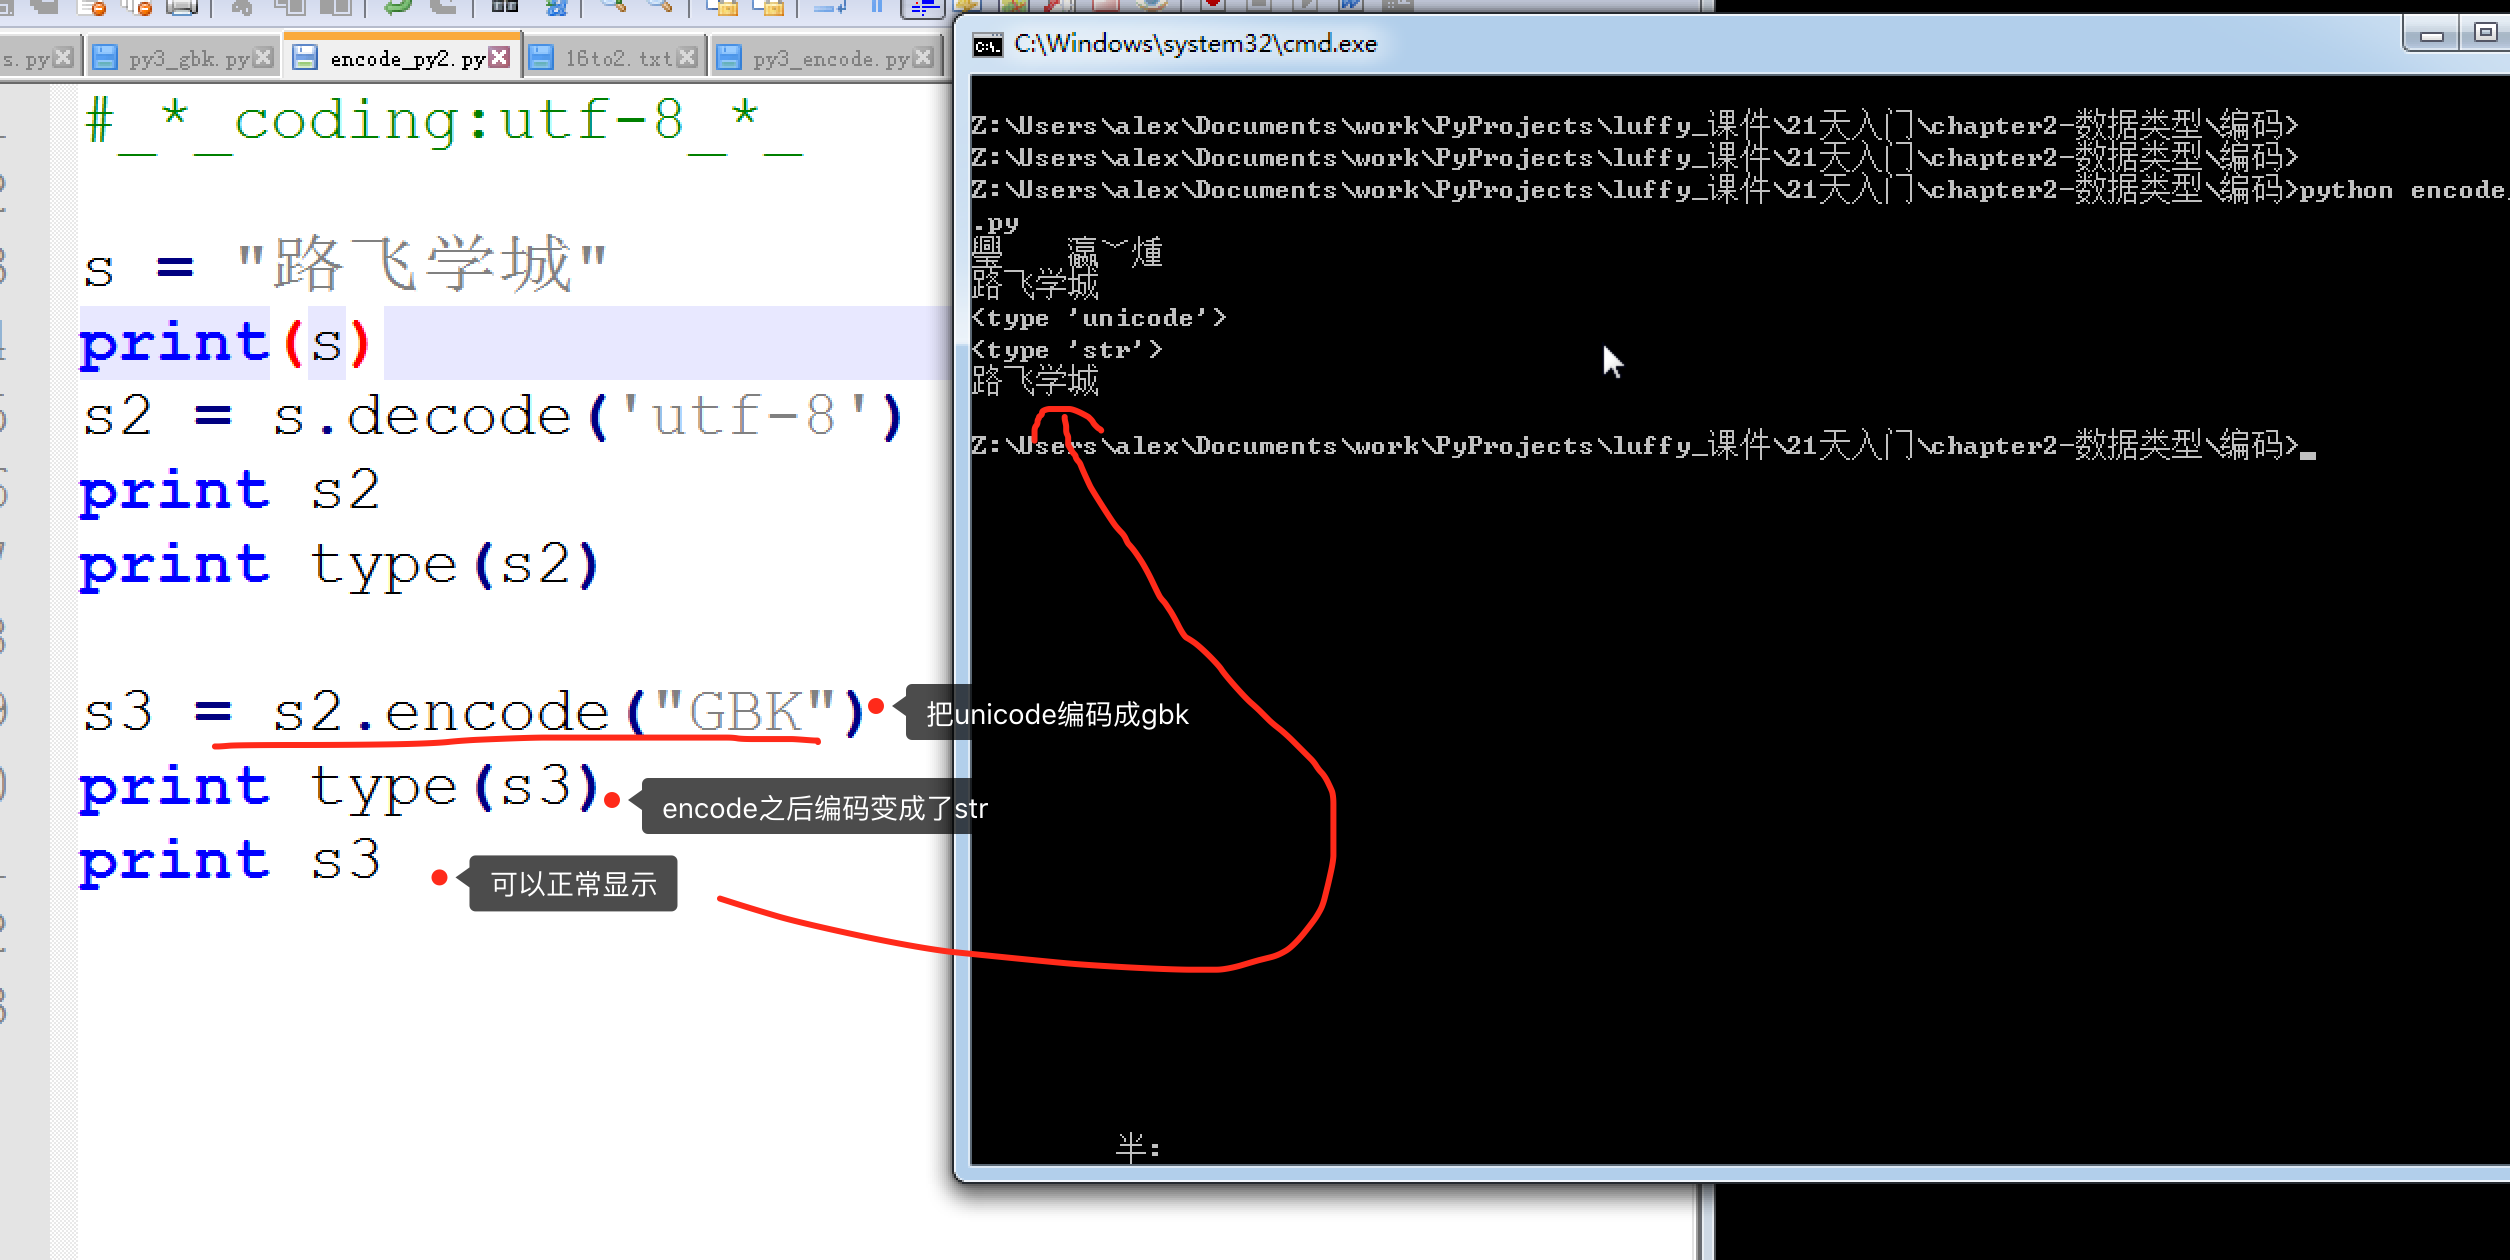 s.py
py3_gbk.py
encode_py2.py
16to2.txt
py3_encode.py
#_*_coding:utf-8_*_
s = "路飞学城"
print(s)
s2 = s.decode('utf-8')
print s2
print type(s2)
s3 = s2.encode("GBK")
把unicode编码成gbk
print type(s3)
encode之后编码变成了str
print s3
可以正常显示
C:\Windows\system32\cmd.exe
Z:\Users\alex\Documents\work\PyProjects\luffy_课件\21天入门\chapter2-数据类型\编码>
Z:\Users\alex\Documents\work\PyProjects\luffy_课件\21天入门\chapter2-数据类型\编码>
Z:\Users\alex\Documents\work\PyProjects\luffy_课件\21天入门\chapter2-数据类型\编码>python encode_
.py
路飞学城
<type 'unicode'>
<type 'str'>
路飞学城
Z:\Users\alex\Documents\work\PyProjects\luffy_课件\21天入门\chapter2-数据类型\编码>
半: